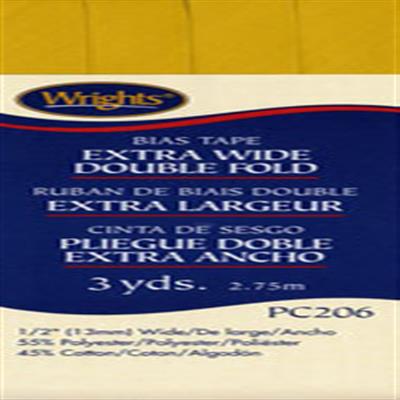 Wrights®
BIAS TAPE
EXTRA WIDE
DOUBLE FOLD
RUBAN DE BIAIS DOUBLE
EXTRA LARGEUR
CINTA DE SESGO
PLIEGUE DOBLE
EXTRA ANCHO
3 yds. 2.75m
PC206
1/2" (13mm) Wide/De large/Ancho
55% Polyester/Polyester/Poliéster
45% Cotton/Coton/Algodon